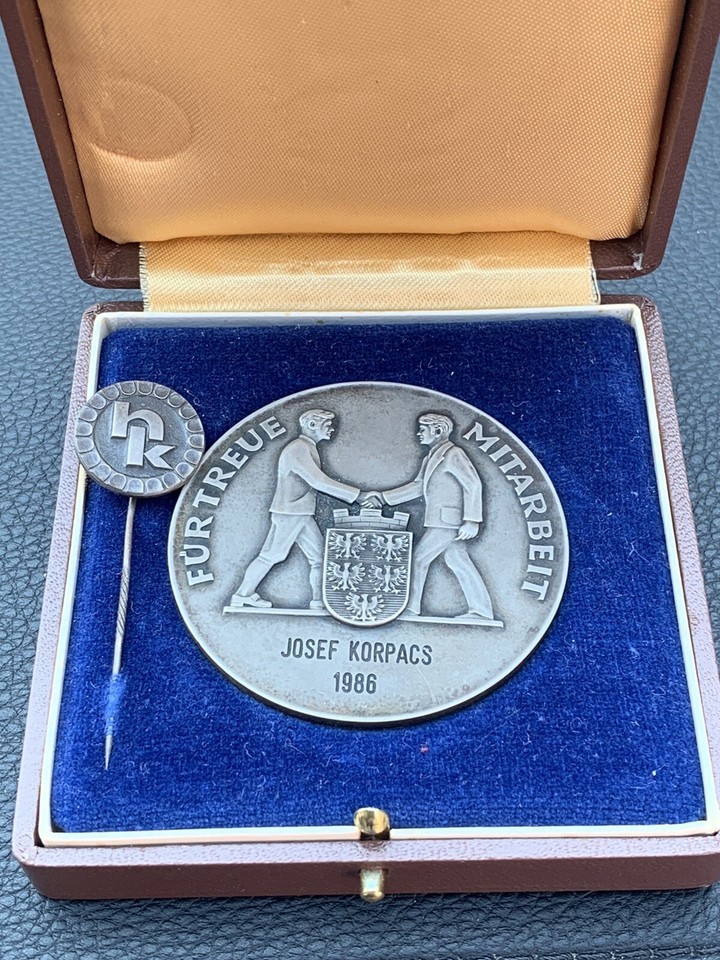 hk
FÜR TREUE MITARBEIT
JOSEF KORPACS
1986